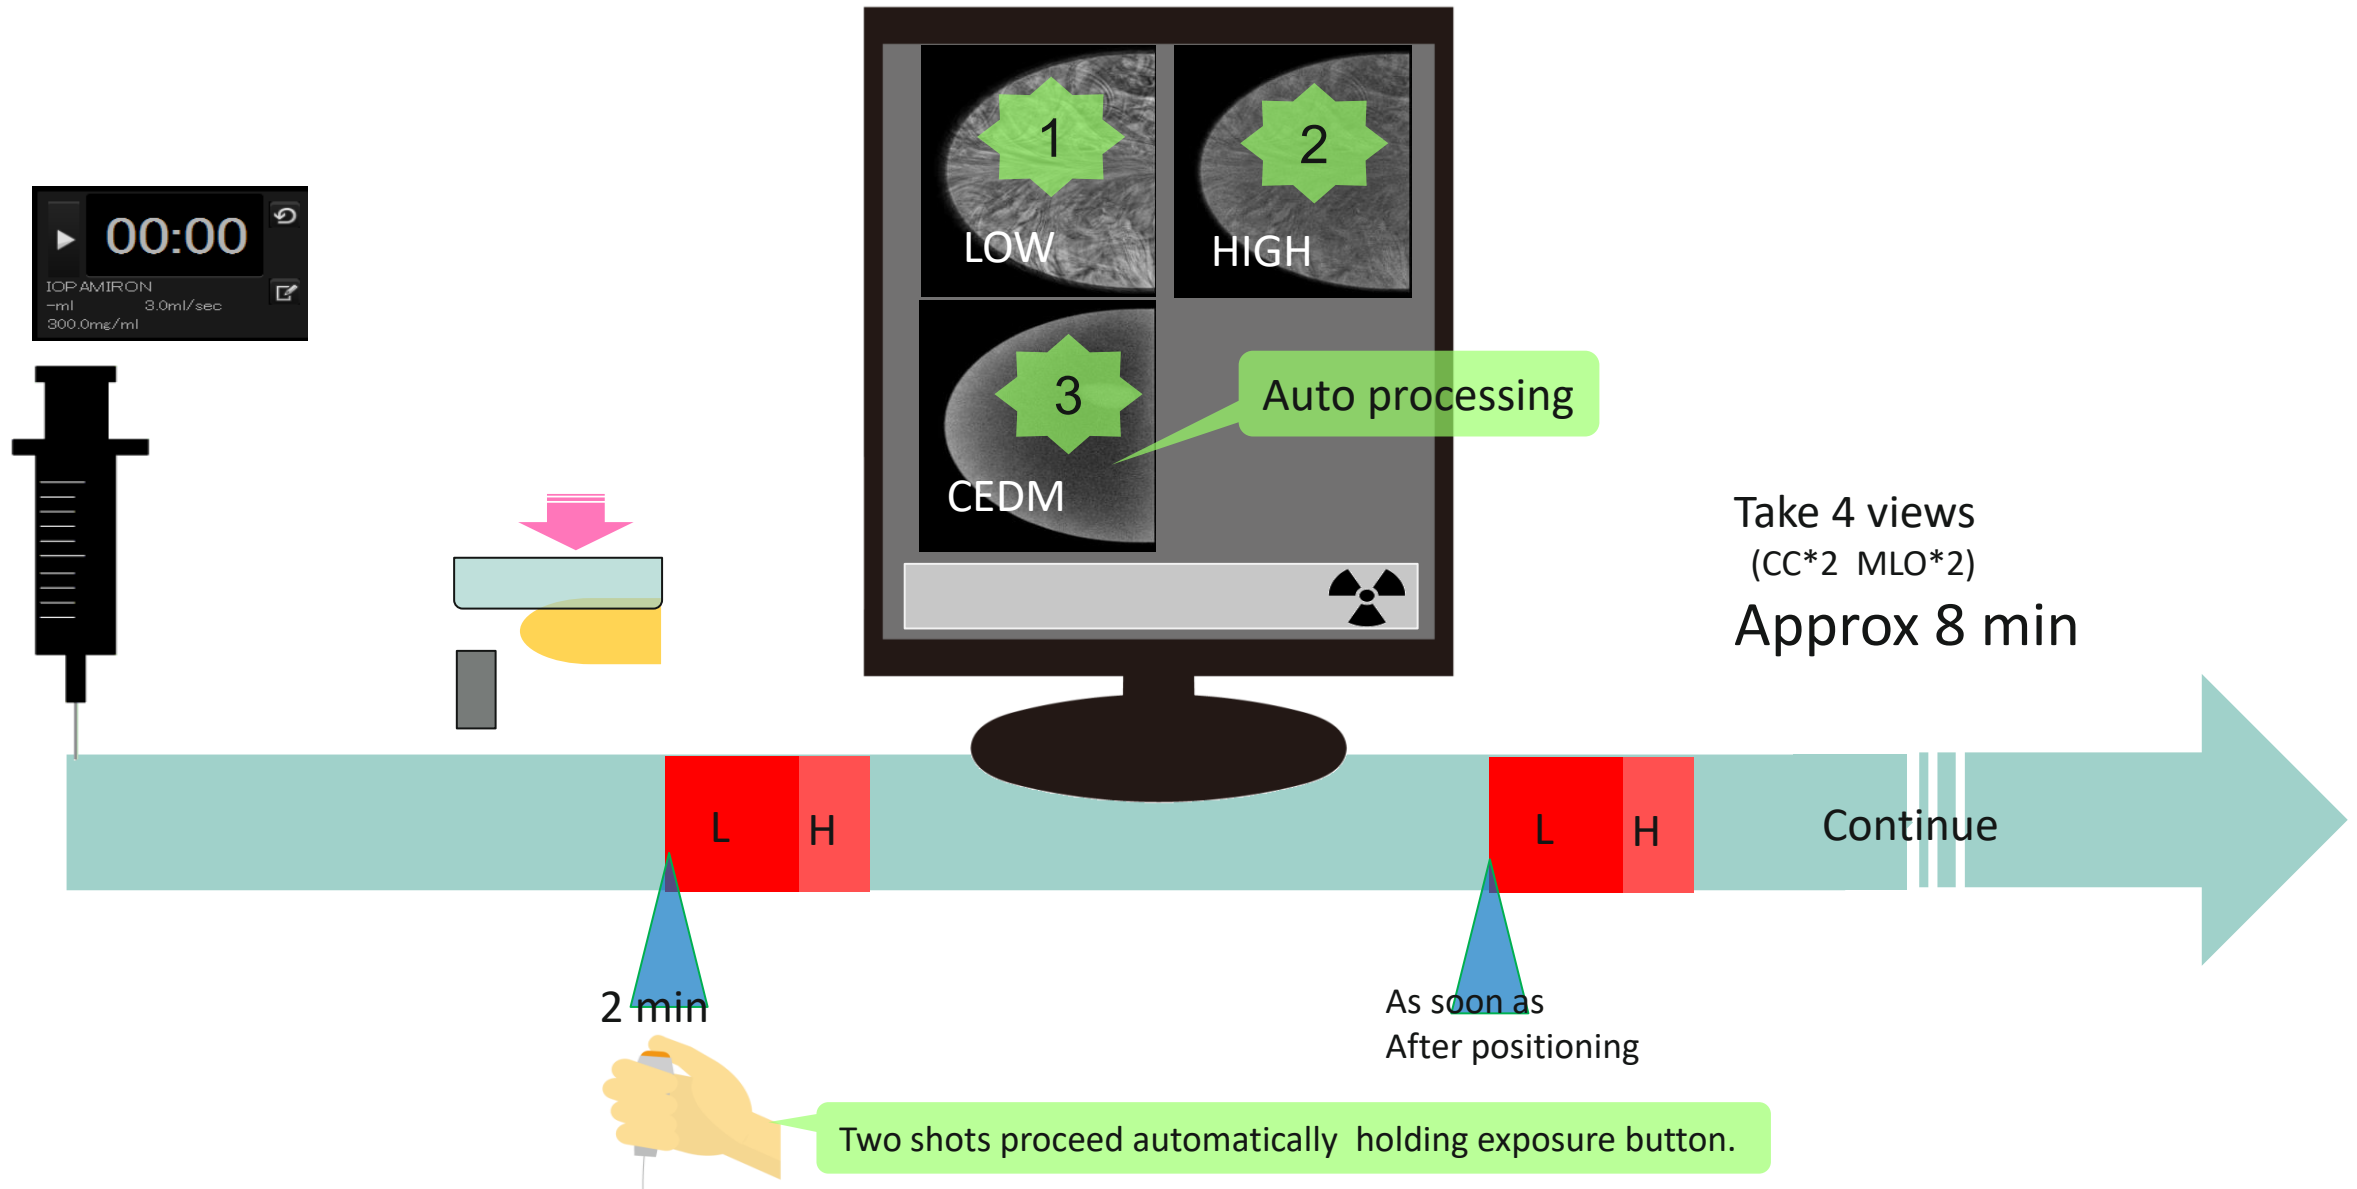 00:00
IOPAMIRON
-ml 3.0ml/sec
300.0mg/ml
1
LOW
2
HIGH
3
CEDM
Auto processing
Take 4 views
(CC*2 MLO*2)
Approx 8 min
L H
L H
Continue
2 min
As soon as
After positioning
Two shots proceed automatically holding exposure button.